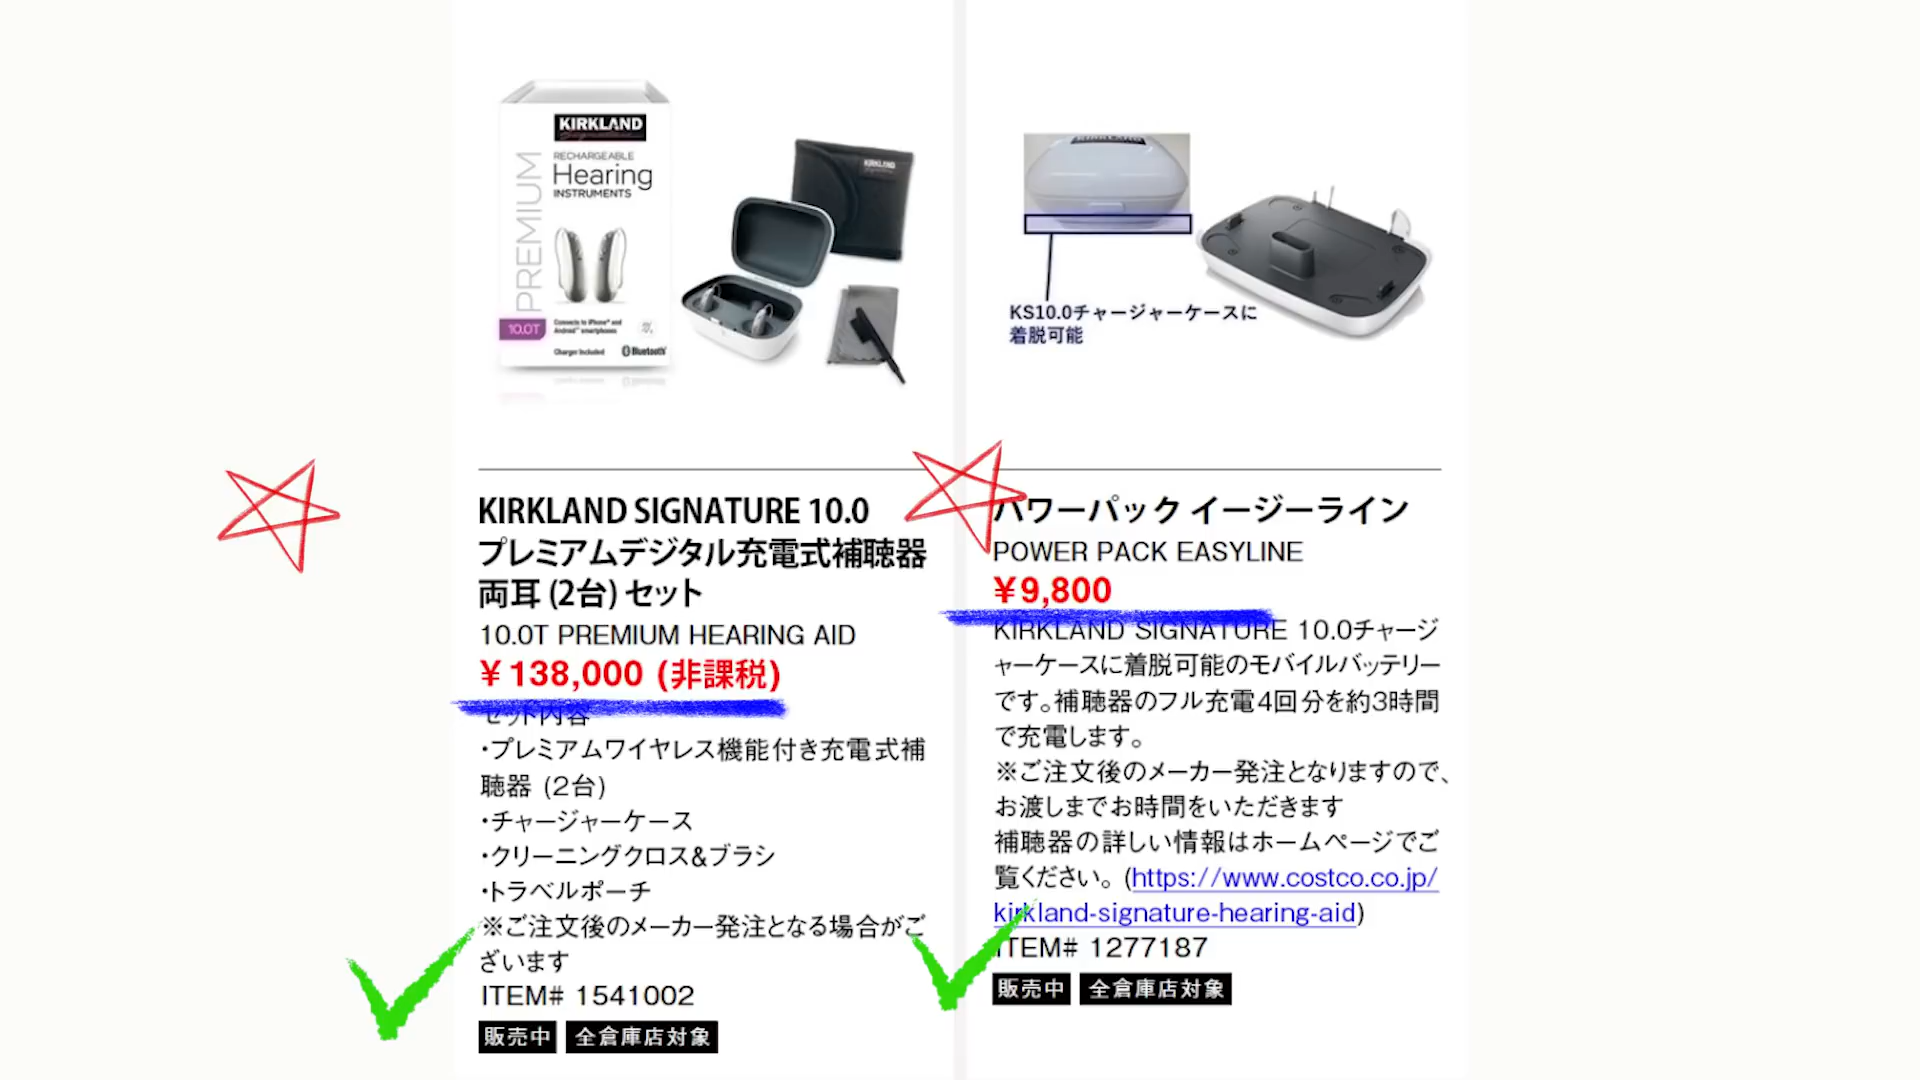 KIRKLAND
Signature
RECHARGEABLE
Hearing
INSTRUMENTS
PREMIUM
10.0T
Connects to iPhone® and
Android™ smartphones
Charger Included
Bluetooth®
KIRKLAND
KIRKLAND
KS10.0チャージャーケースに
着脱可能
KIRKLAND SIGNATURE 10.0
プレミアムデジタル充電式補聴器
両耳 (2台) セット
10.0T PREMIUM HEARING AID
¥138,000 (非課税)
セット内容
・プレミアムワイヤレス機能付き充電式補
聴器 (2台)
・チャージャーケース
・クリーニングクロス&ブラシ
・トラベルポーチ
※ご注文後のメーカー発注となる場合がご
ざいます
ITEM# 1541002
販売中 全倉庫店対象
パワーパック イージーライン
POWER PACK EASYLINE
¥9,800
KIRKLAND SIGNATURE 10.0チャージ
ャーケースに着脱可能のモバイルバッテリー
です。補聴器のフル充電4回分を約3時間
で充電します。
※ご注文後のメーカー発注となりますので、
お渡しまでお時間をいただきます
補聴器の詳しい情報はホームページでご
覧ください。(https://www.costco.co.jp/
kirkland-signature-hearing-aid)
ITEM# 1277187
販売中 全倉庫店対象